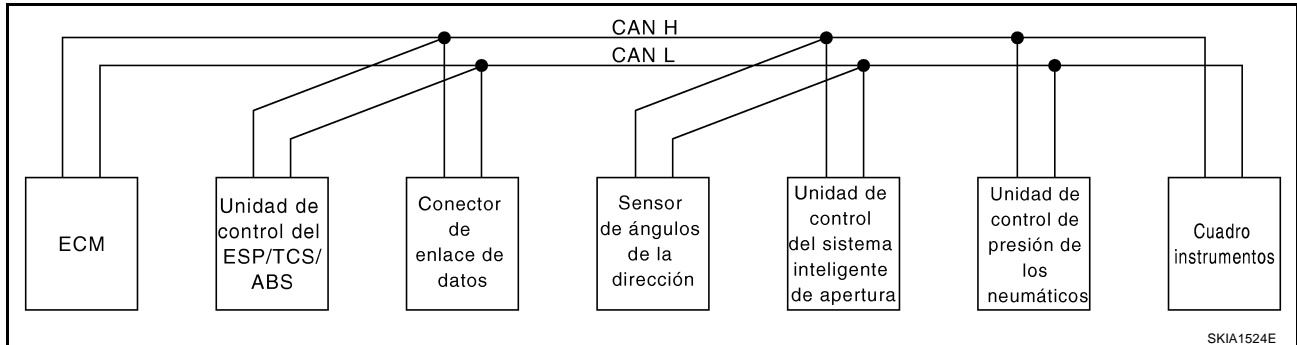 CAN H
CAN L
ECM
Unidad de
control del
ESP/TCS/
ABS
Conector
de
enlace de
datos
Sensor
de ángulos
de la
dirección
Unidad de
control
del sistema
inteligente
de apertura
Unidad de
control de
presión de
los
neumáticos
Cuadro
instrumentos
SKIA1524E